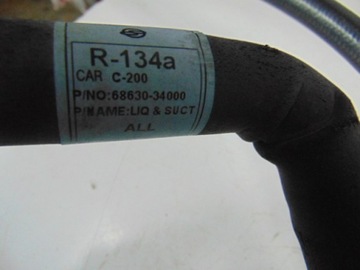 R-134a
CAR C-200
P/NO:68630-34000
P/NAME:LIQ & SUCT
ALL